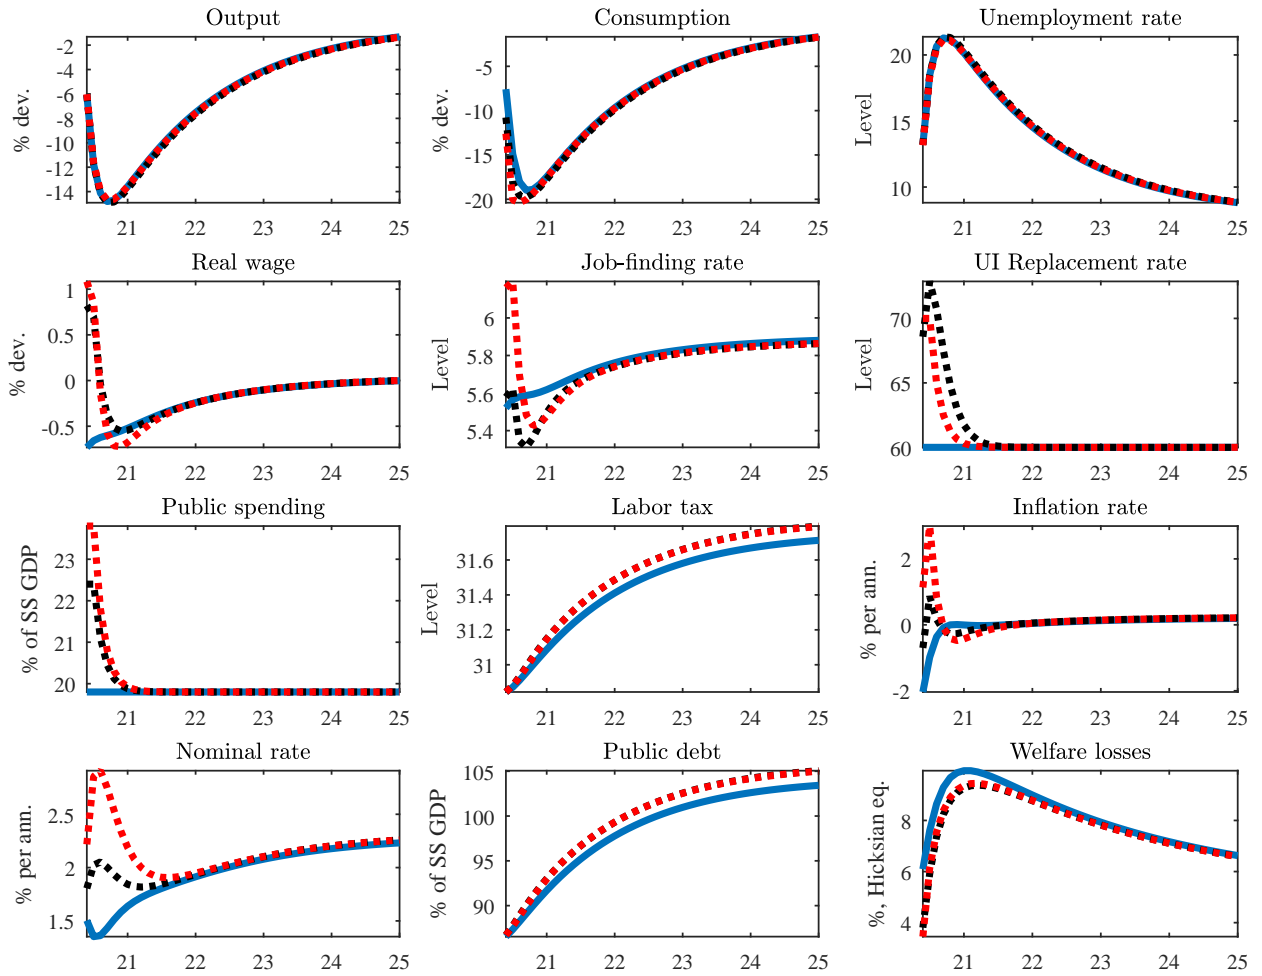 Output
% dev.
-2
-4
-6
-8
-10
-12
-14
21 22 23 24 25
Consumption
% dev.
-5
-10
-15
-20
21 22 23 24 25
Unemployment rate
Level
20
15
10
21 22 23 24 25
Real wage
% dev.
1
0.5
0
-0.5
21 22 23 24 25
Job-finding rate
Level
6
5.8
5.6
5.4
21 22 23 24 25
UI Replacement rate
Level
70
65
60
21 22 23 24 25
Public spending
% of SS GDP
23
22
21
20
21 22 23 24 25
Labor tax
Level
31.6
31.4
31.2
31
21 22 23 24 25
Inflation rate
% per ann.
2
0
-2
21 22 23 24 25
Nominal rate
% per ann.
2.5
2
1.5
21 22 23 24 25
Public debt
% of SS GDP
105
100
95
90
21 22 23 24 25
Welfare losses
%, Hicksian eq.
8
6
4
21 22 23 24 25